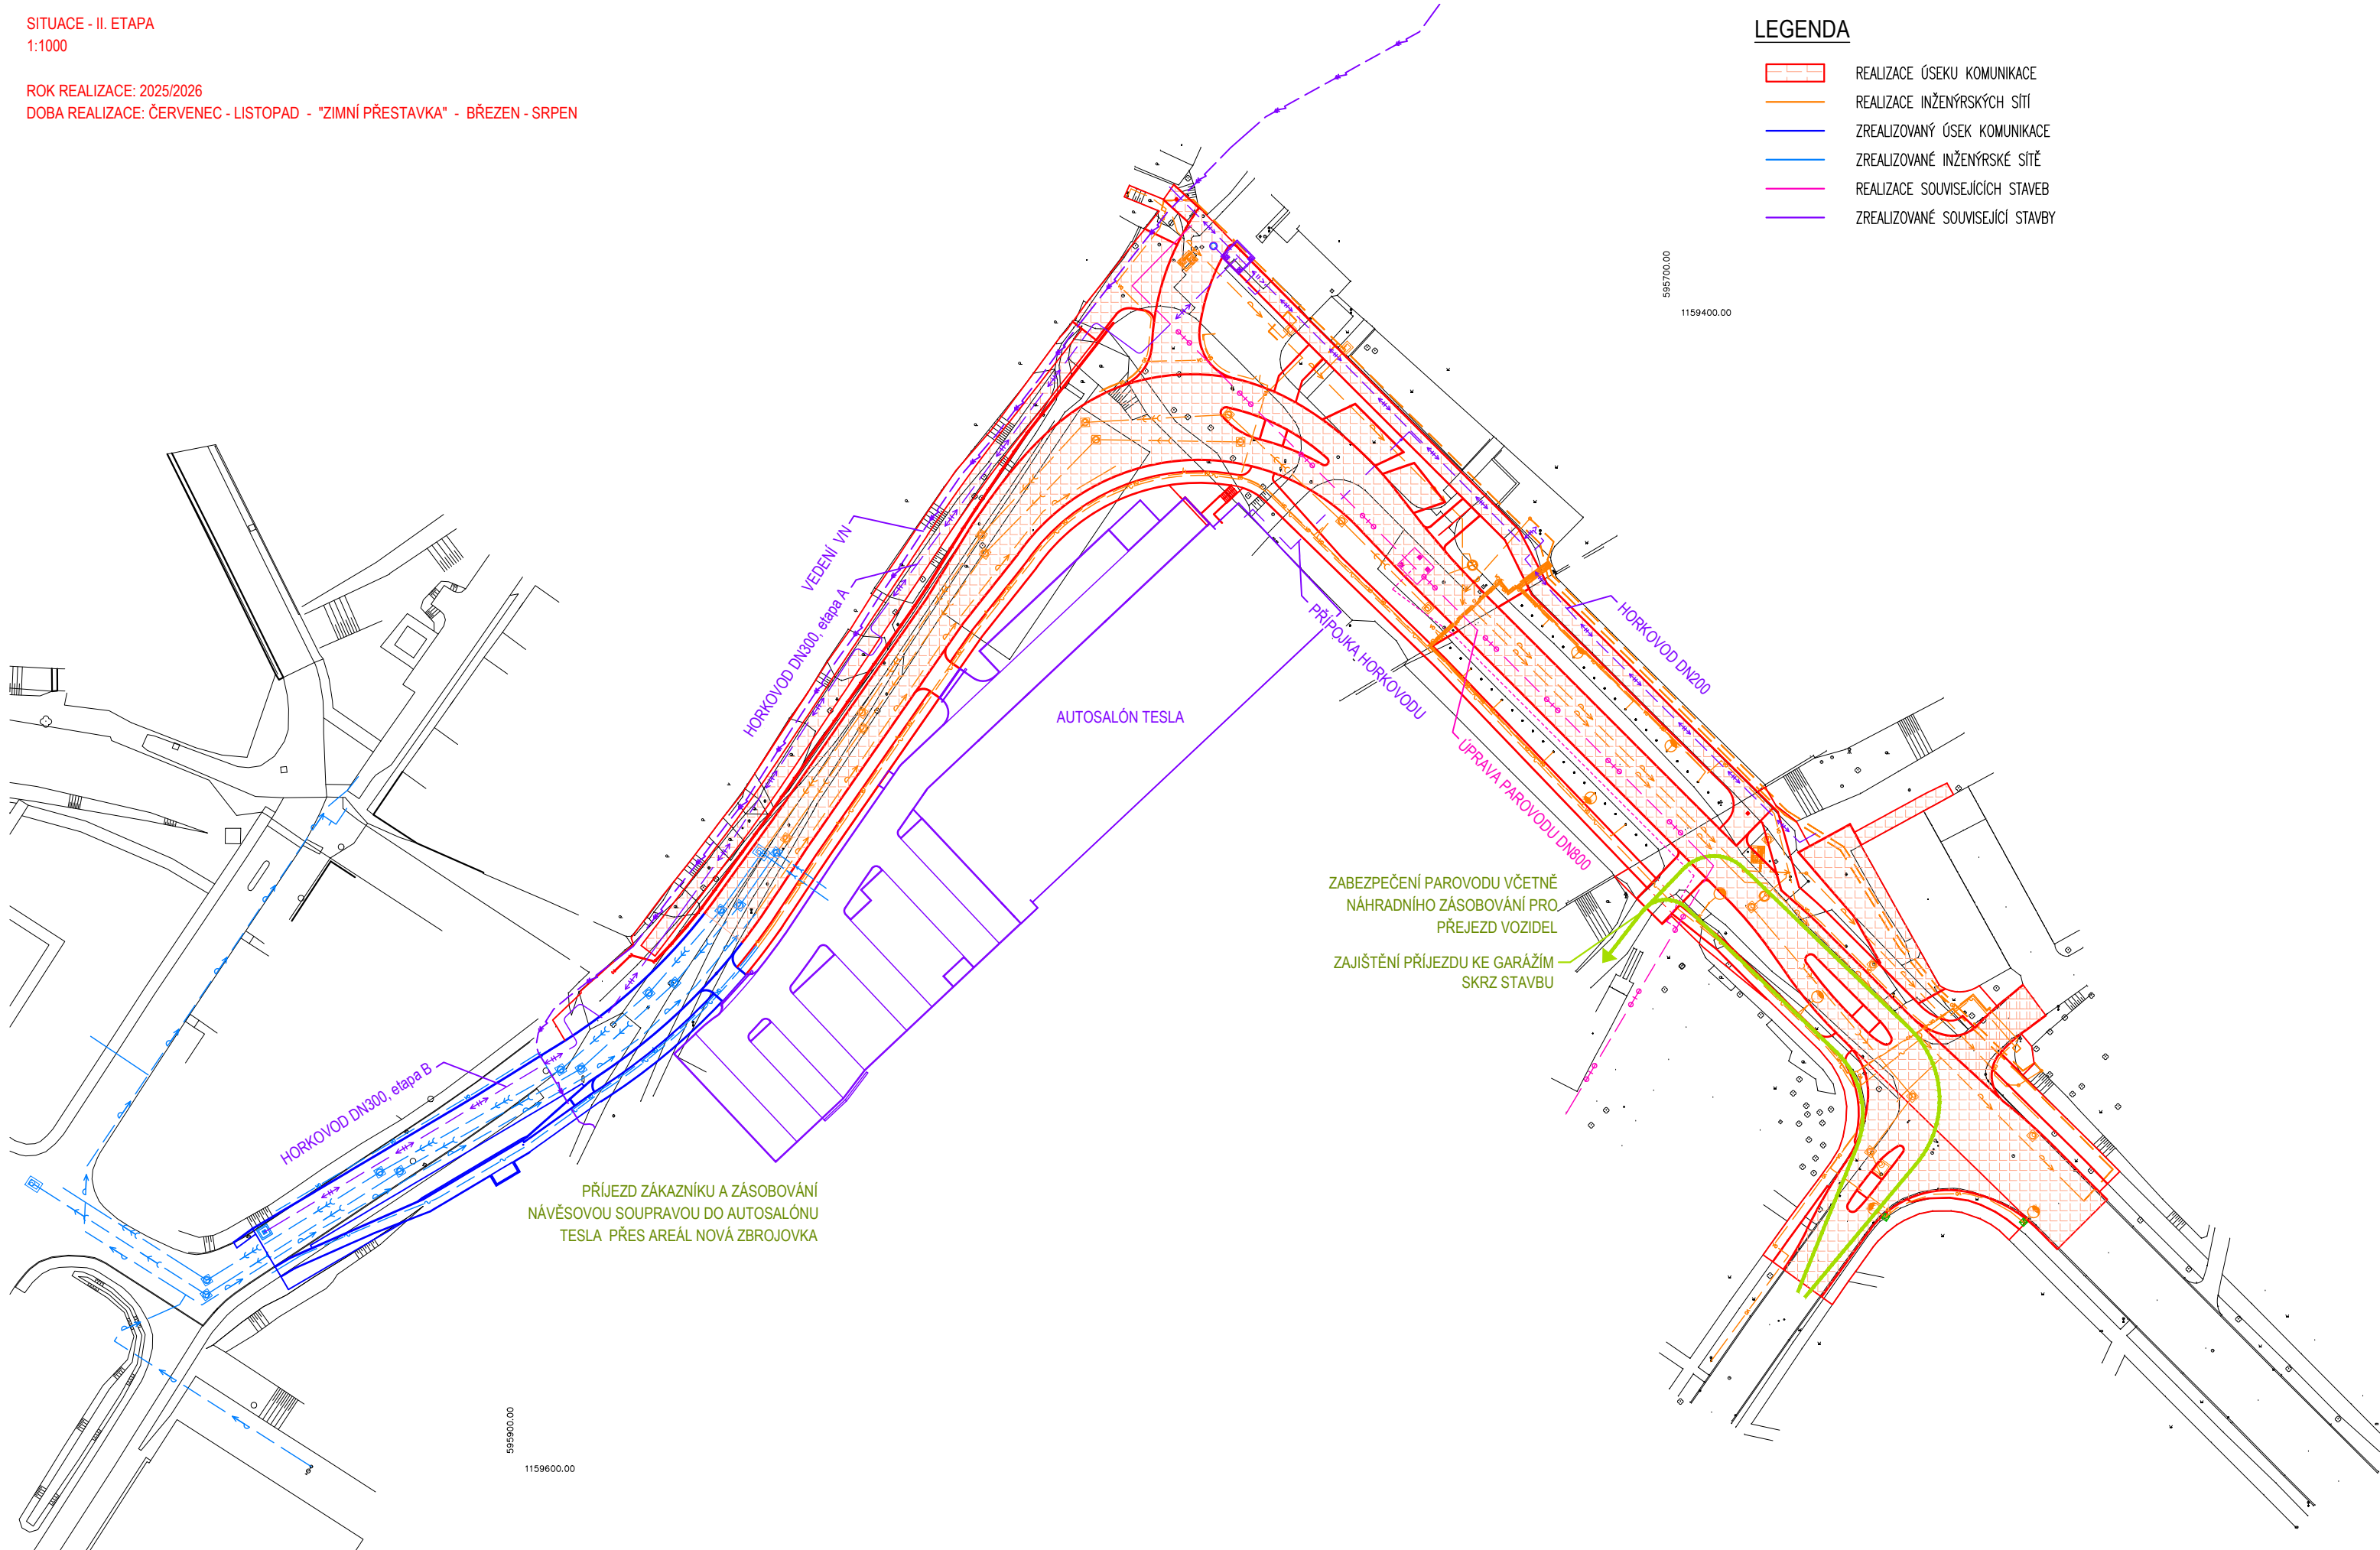 SITUACE - II. ETAPA
1:1000
ROK REALIZACE: 2025/2026
DOBA REALIZACE: ČERVENEC - LISTOPAD - "ZIMNÍ PŘESTAVKA" - BŘEZEN - SRPEN
LEGENDA
REALIZACE ÚSEKU KOMUNIKACE
REALIZACE INŽENÝRSKÝCH SÍTÍ
ZREALIZOVANÝ ÚSEK KOMUNIKACE
ZREALIZOVANÉ INŽENÝRSKÉ SÍTĚ
REALIZACE SOUVISEJÍCÍCH STAVEB
ZREALIZOVANÉ SOUVISEJÍCÍ STAVBY
595700.00
1159400.00
VEDENÍ VN
HORKOVOD DN300, etapa A
PŘÍPOJKA HORKOVODU
HORKOVOD DN200
AUTOSALÓN TESLA
ÚPRAVA PAROVODU DN800
ZABEZPEČENÍ PAROVODU VČETNĚ
NÁHRADNÍHO ZÁSOBOVÁNÍ PRO
PŘEJEZD VOZIDEL
ZAJIŠTĚNÍ PŘÍJEZDU KE GARÁŽÍM
SKRZ STAVBU
HORKOVOD DN300, etapa B
PŘÍJEZD ZÁKAZNÍKU A ZÁSOBOVÁNÍ
NÁVĚSOVOU SOUPRAVOU DO AUTOSALÓNU
TESLA PŘES AREÁL NOVÁ ZBROJOVKA
595900.00
1159600.00